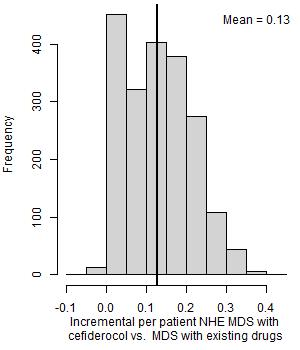 Mean = 0.13
Frequency
400
300
200
100
0
-0.1 0.0 0.1 0.2 0.3 0.4
Incremental per patient NHE MDS with
cefiderocol vs. MDS with existing drugs